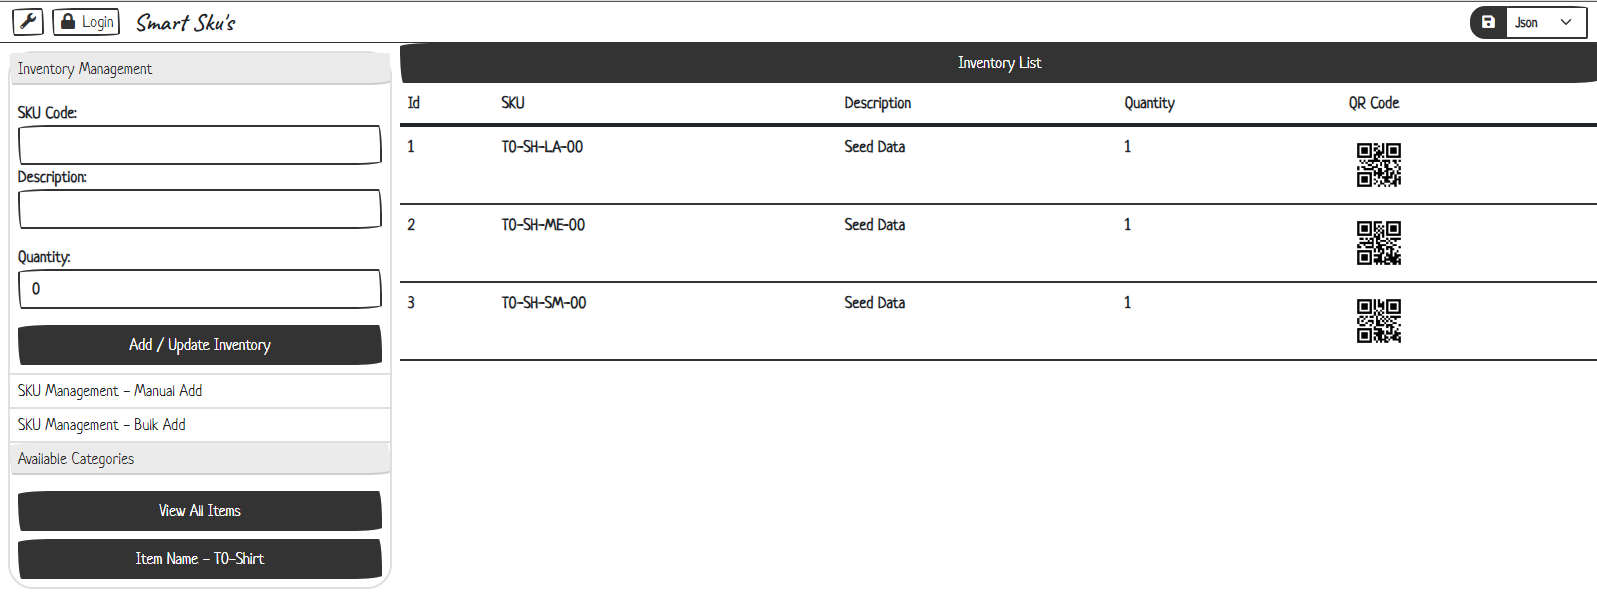 Login
Smart Sku's
Json
Inventory Management
SKU Code:
Description:
Quantity:
0
Add / Update Inventory
SKU Management - Manual Add
SKU Management - Bulk Add
Available Categories
View All Items
Item Name - TO-Shirt
Inventory List
Id SKU Description Quantity QR Code
1 TO-SH-LA-00 Seed Data 1
2 TO-SH-ME-00 Seed Data 1
3 TO-SH-SM-00 Seed Data 1